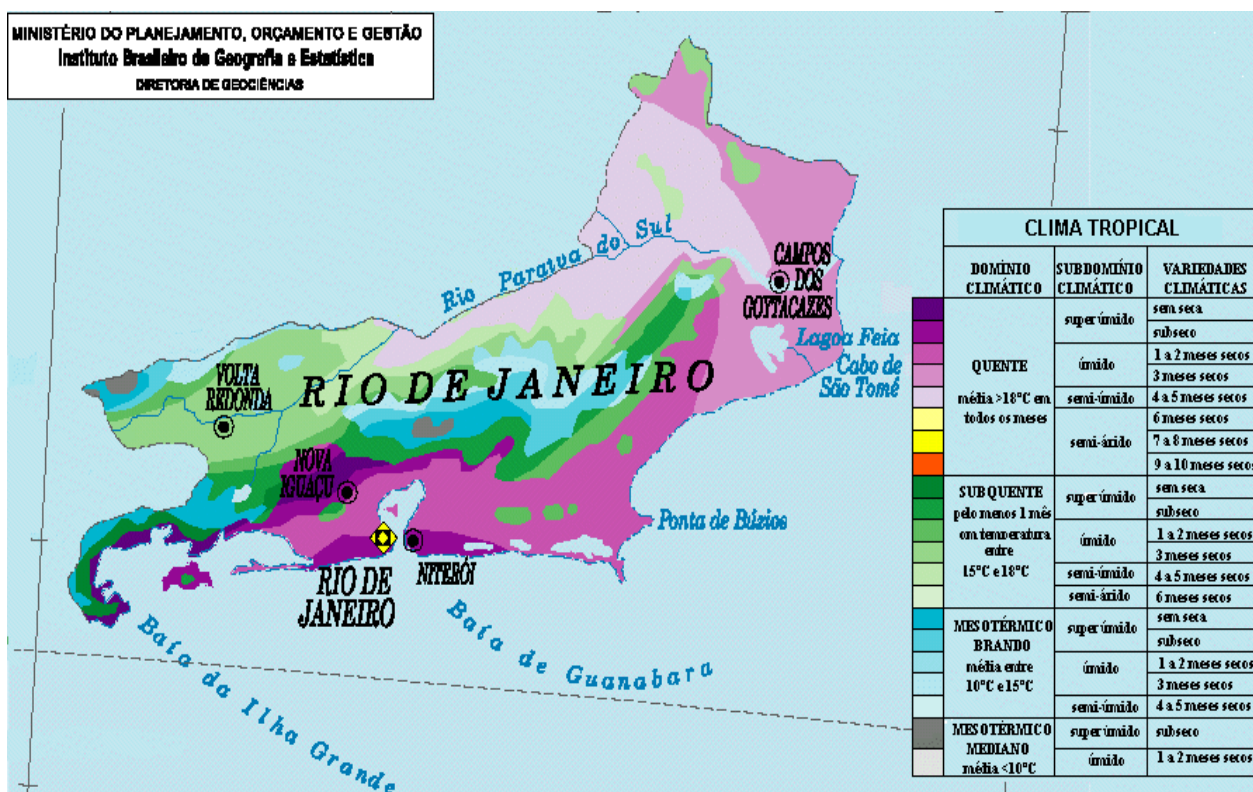 MINISTÉRIO DO PLANEJAMENTO, ORÇAMENTO E GESTÃO
Instituto Brasileiro de Geografia e Estatística
DIRETORIA DE GEOCIÊNCIAS
Rio Paraiva do Sul
CAMPOS
DOS
GOYTACAZES
Lagoa Feia
Cabo de
São Tomé
VOLTA
REDONDA
RIO DE JANEIRO
NOVA
IGUAÇU
Ponta de Búzios
NITERÓI
RIO DE
JANEIRO
Baía de Guanabara
Baía da Ilha Grande
CLIMA TROPICAL
DOMÍNIO
CLIMÁTICO
SUBDOMÍNIO
CLIMÁTICO
VARIEDADES
CLIMÁTICAS
QUENTE
média >18°C em
todos os meses
super úmido
sem seca
subseco
úmido
1 a 2 meses secos
3 meses secos
semi-úmido
4 a 5 meses secos
semi-árido
6 meses secos
7 a 8 meses secos
9 a 10 meses secos
SUBQUENTE
pelo menos 1 mês
om temperatura
entre
15°C e 18°C
super úmido
sem seca
subseco
úmido
1 a 2 meses secos
3 meses secos
semi-úmido
4 a 5 meses secos
semi-árido
6 meses secos
MESOTÉRMICO
BRANDO
média entre
10°C e 15°C
super úmido
sem seca
subseco
úmido
1 a 2 meses secos
3 meses secos
semi-úmido
4 a 5 meses secos
MESOTÉRMICO
MEDIANO
média <10°C
super úmido
subseco
úmido
1 a 2 meses secos